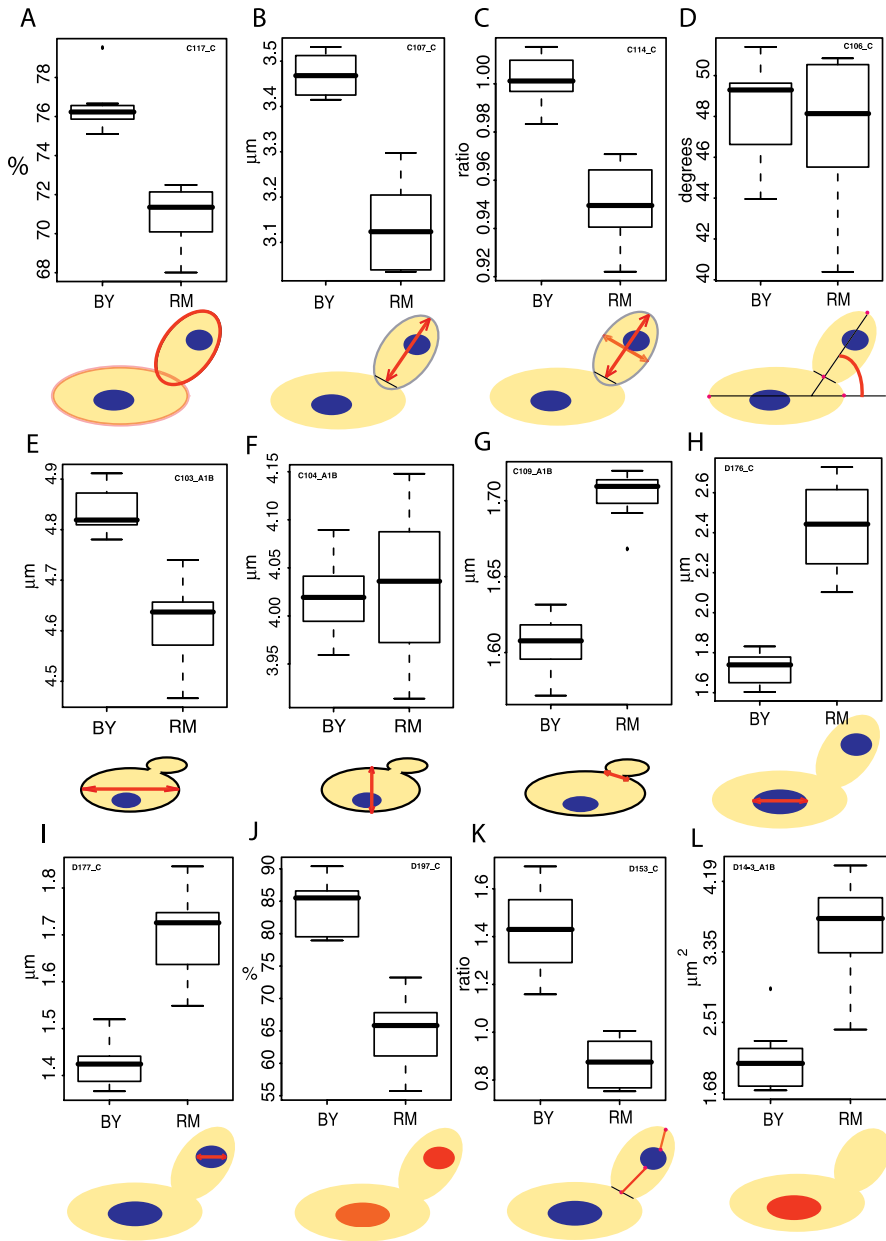 A
B
C
D
C117_C
C107_C
C114_C
C106_C
%
78
76
74
72
70
68
BY
RM
µm
3.5
3.4
3.3
3.2
3.1
BY
RM
ratio
1.00
0.98
0.96
0.94
0.92
BY
RM
degrees
50
48
46
44
42
40
BY
RM
E
F
G
H
C103_A1B
C104_A1B
C109_A1B
D176_C
µm
4.9
4.8
4.7
4.6
4.5
BY
RM
µm
4.15
4.10
4.05
4.00
3.95
BY
RM
µm
1.70
1.65
1.60
BY
RM
µm
2.6
2.4
2.2
2.0
1.8
1.6
BY
RM
I
J
K
L
D177_C
D197_C
D153_C
D14-3_A1B
µm
1.8
1.7
1.6
1.5
1.4
BY
RM
%
90
85
80
75
70
65
60
55
BY
RM
ratio
1.6
1.4
1.2
1.0
0.8
BY
RM
µm²
4.19
3.35
2.51
1.68
BY
RM